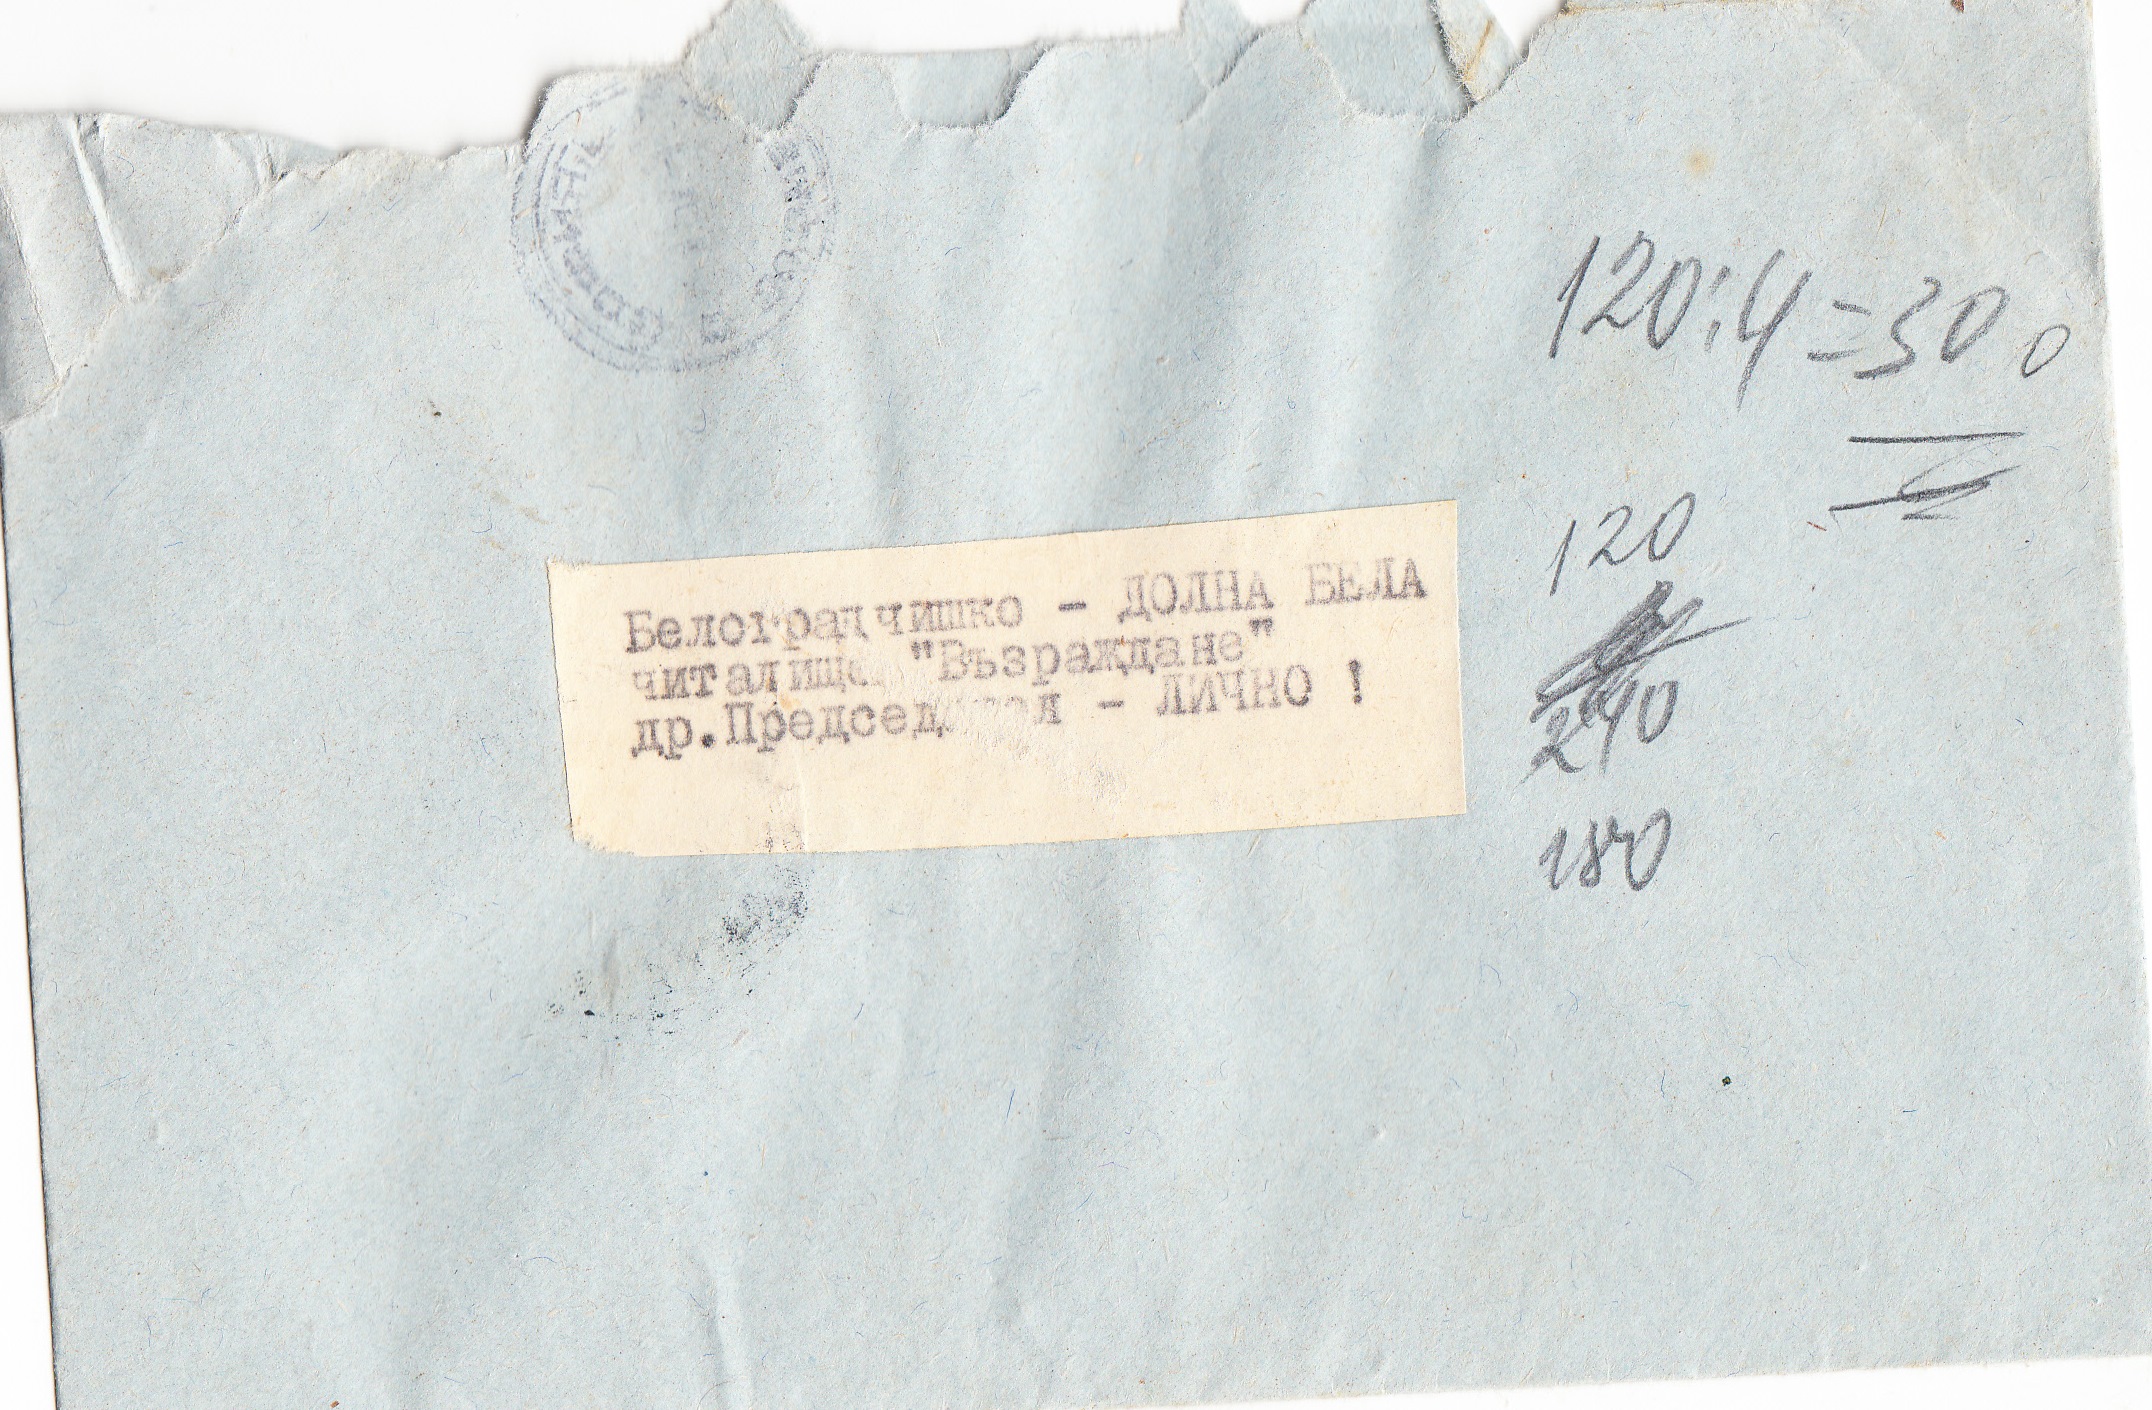 120:4=30
120
240
180
Белоградчишко - ДОЛНА БЕЛА
читалище "Възраждане"
др.Председател - ЛИЧНО !